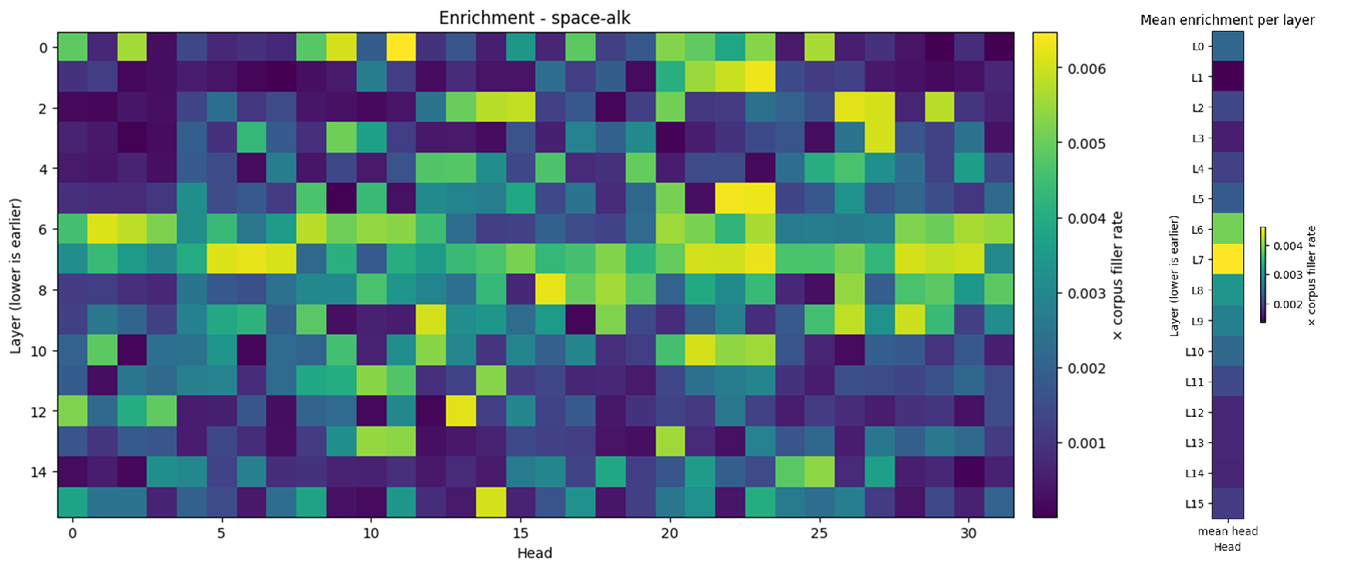 Enrichment - space-alk
Layer (lower is earlier)
0
2
4
6
8
10
12
14
0 5 10 15 20 25 30
Head
0.006
0.005
0.004
0.003
0.002
0.001
× corpus filler rate
Mean enrichment per layer
Layer (lower is earlier)
L0
L1
L2
L3
L4
L5
L6
L7
L8
L9
L10
L11
L12
L13
L14
L15
mean head
Head
0.004
0.003
0.002
× corpus filler rate